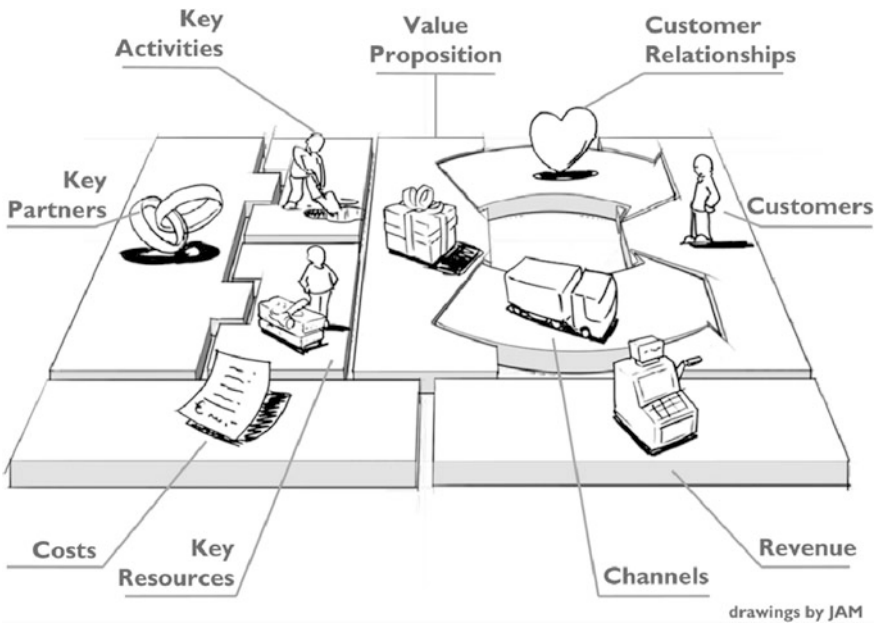 Key
Activities
Value
Proposition
Customer
Relationships
Key
Partners
Customers
Costs
Key
Resources
Channels
Revenue
drawings by JAM